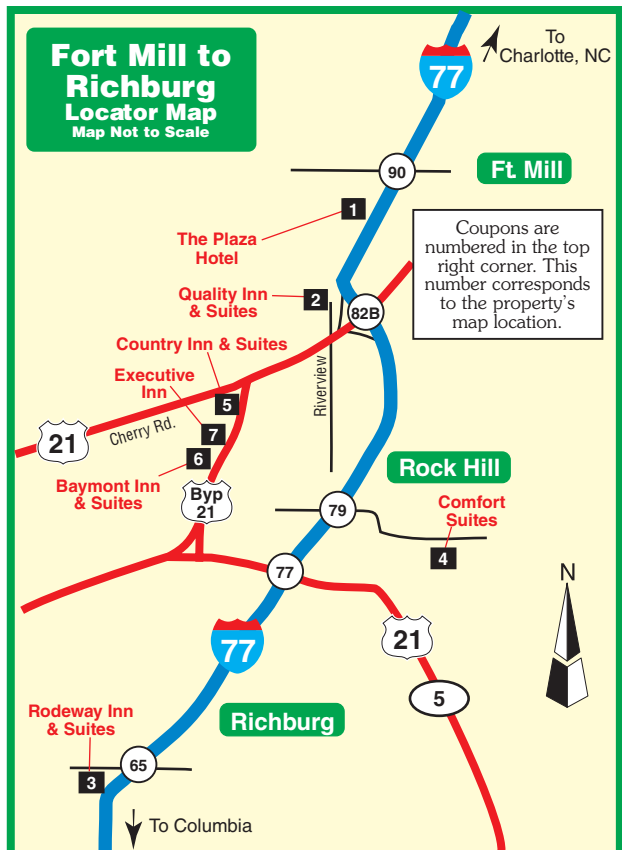 Fort Mill to
Richburg
Locator Map
Map Not to Scale
To
Charlotte, NC
77
90
Ft. Mill
1
The Plaza
Hotel
Coupons are
numbered in the top
right corner. This
number corresponds
to the property's
map location.
Quality Inn
& Suites
2
82B
Country Inn & Suites
Riverview
Executive
Inn
5
Cherry Rd.
21
7
6
Baymont Inn
& Suites
Byp
21
Rock Hill
79
Comfort
Suites
4
77
N
21
77
5
Rodeway Inn
& Suites
Richburg
65
3
To Columbia